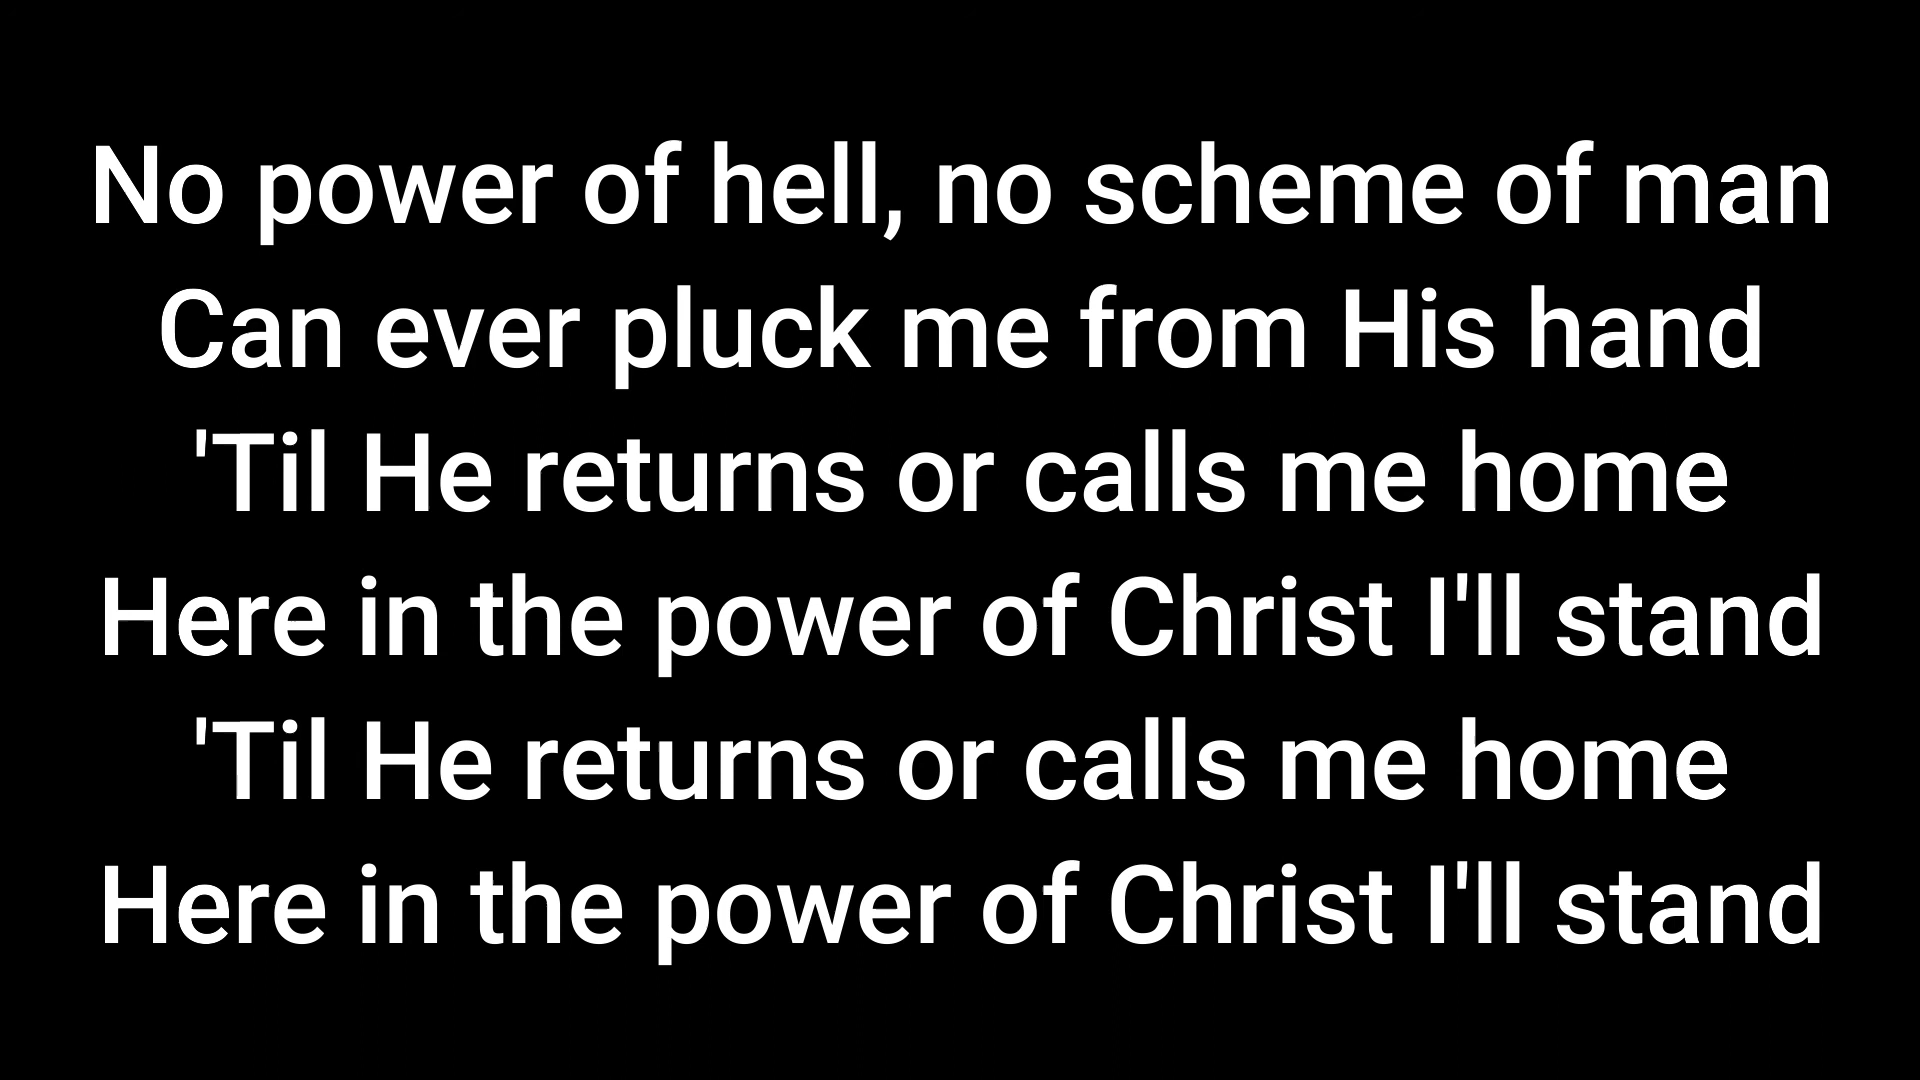 No power of hell, no scheme of man
Can ever pluck me from His hand
'Til He returns or calls me home
Here in the power of Christ I'll stand
'Til He returns or calls me home
Here in the power of Christ I'll stand